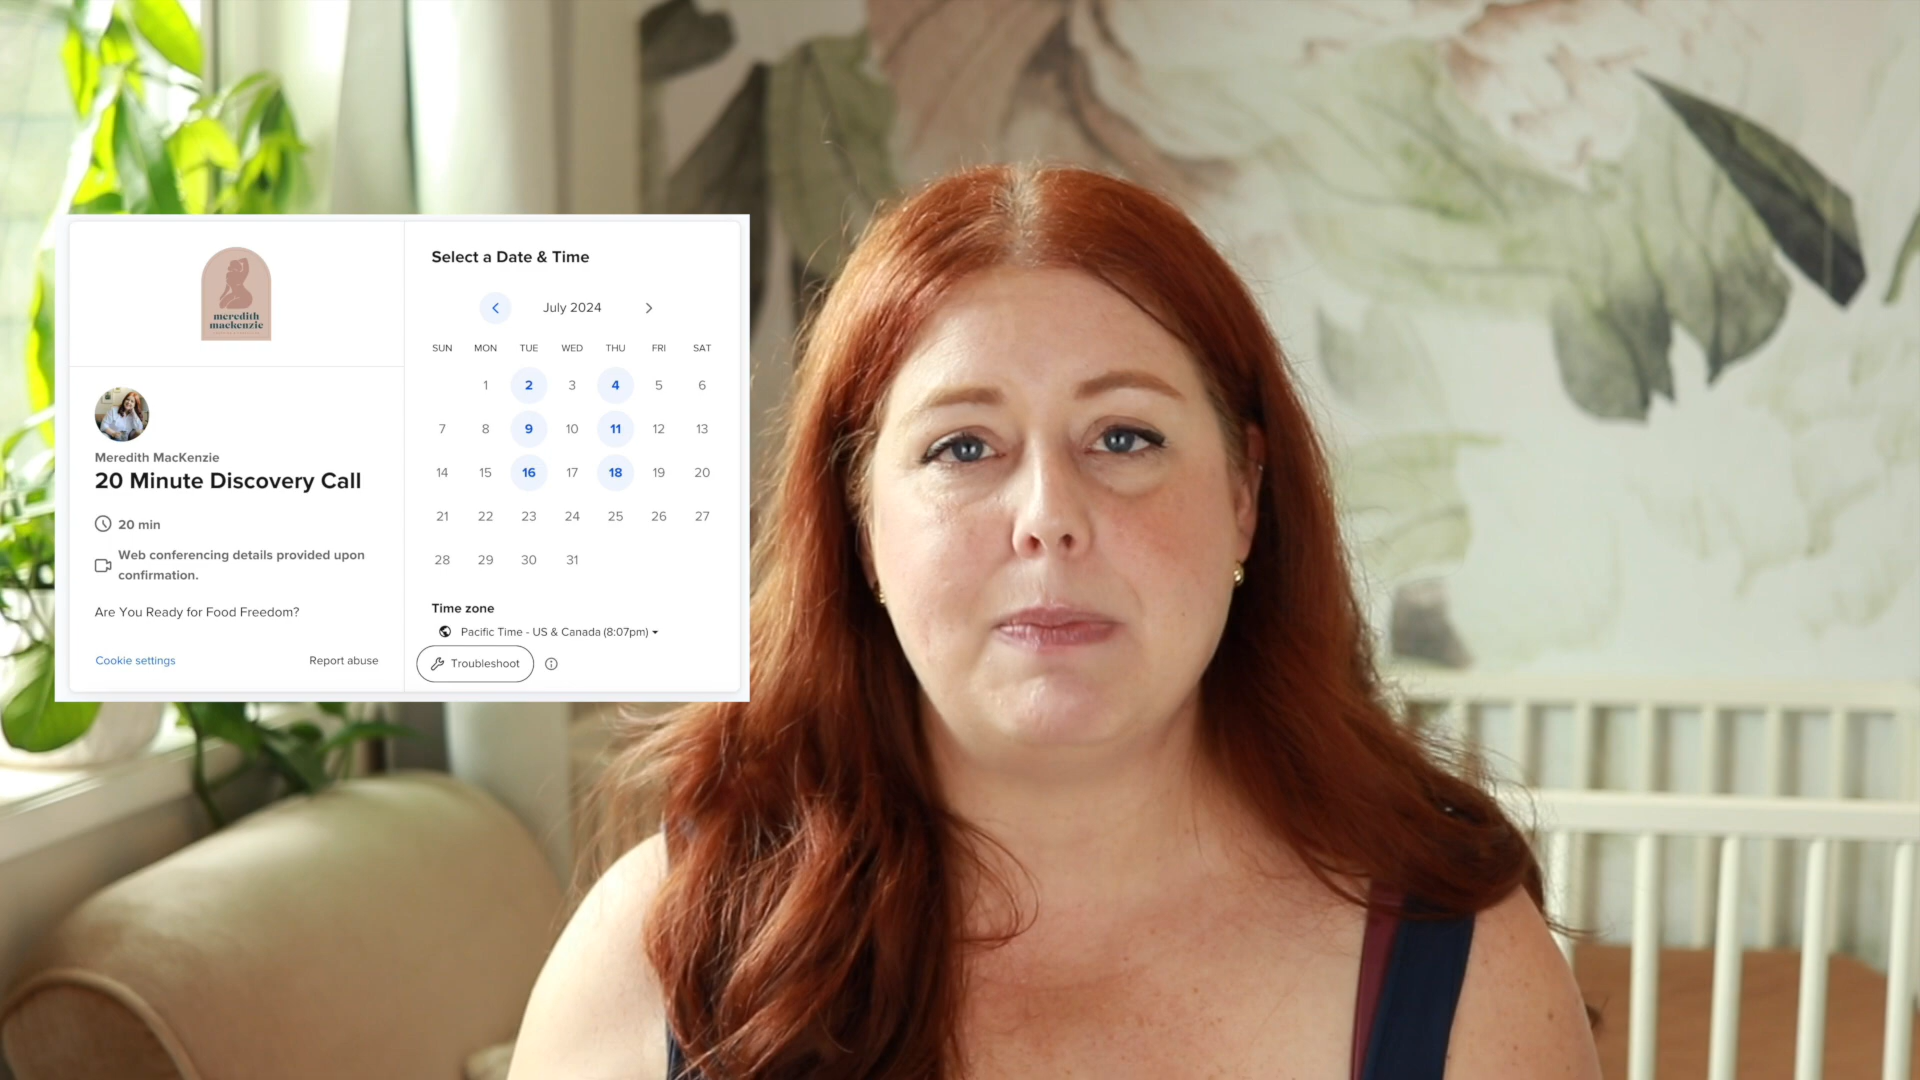 meredith
mackenzie
Meredith MacKenzie
20 Minute Discovery Call
20 min
Web conferencing details provided upon
confirmation.
Are You Ready for Food Freedom?
Cookie settings
Report abuse
Select a Date & Time
July 2024
SUN MON TUE WED THU FRI SAT
1 2 3 4 5 6
7 8 9 10 11 12 13
14 15 16 17 18 19 20
21 22 23 24 25 26 27
28 29 30 31
Time zone
Pacific Time - US & Canada (8:07pm)
Troubleshoot